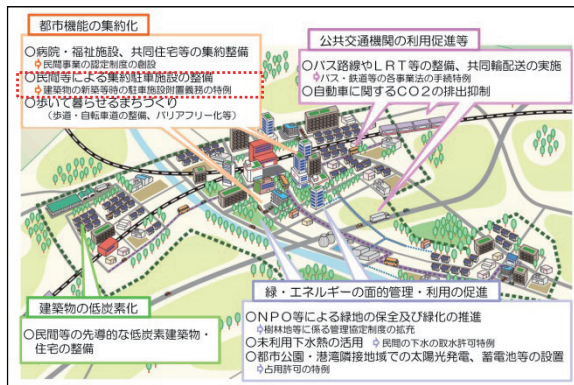 都市機能の集約化
○病院・福祉施設、共同住宅等の集約整備
⇨民間事業の認定制度の創設
○民間等による集約駐車施設の整備
⇨建築物の新築等時の駐車施設附置義務の特例
○歩いて暮らせるまちづくり
（歩道・自転車道の整備、バリアフリー化等）
公共交通機関の利用促進等
○バス路線やLRT等の整備、共同輸配送の実施
⇨バス・鉄道等の各事業法の手続特例
○自動車に関するCO2の排出抑制
建築物の低炭素化
○民間等の先導的な低炭素建築物・
住宅の整備
緑・エネルギーの面的管理・利用の促進
○NPO等による緑地の保全及び緑化の推進
⇨樹林地等に係る管理協定制度の拡充
○未利用下水熱の活用 ⇨民間の下水の取水許可特例
○都市公園・港湾隣接地域での太陽光発電、蓄電池等の設置
⇨占用許可の特例